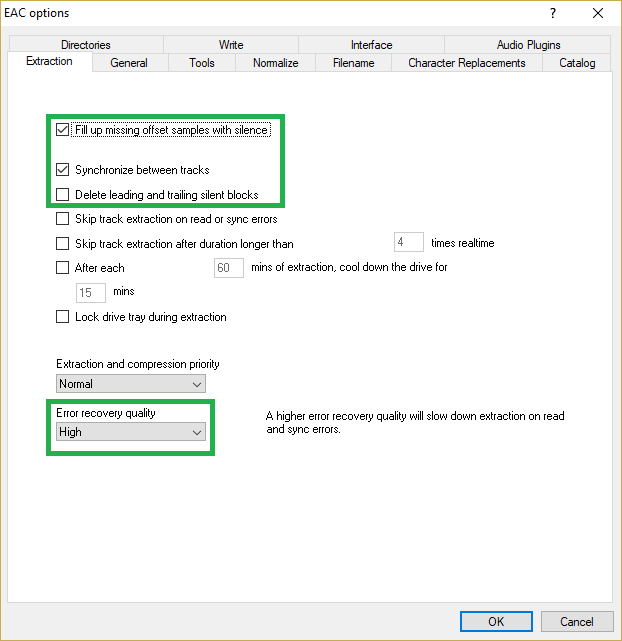 EAC options
?
Directories Write Interface Audio Plugins
Extraction General Tools Normalize Filename Character Replacements Catalog
Fill up missing offset samples with silence
Synchronize between tracks
Delete leading and trailing silent blocks
Skip track extraction on read or sync errors
Skip track extraction after duration longer than 4 times realtime
After each 60 mins of extraction, cool down the drive for
15 mins
Lock drive tray during extraction
Extraction and compression priority
Normal
Error recovery quality
High
A higher error recovery quality will slow down extraction on read
and sync errors.
OK Cancel